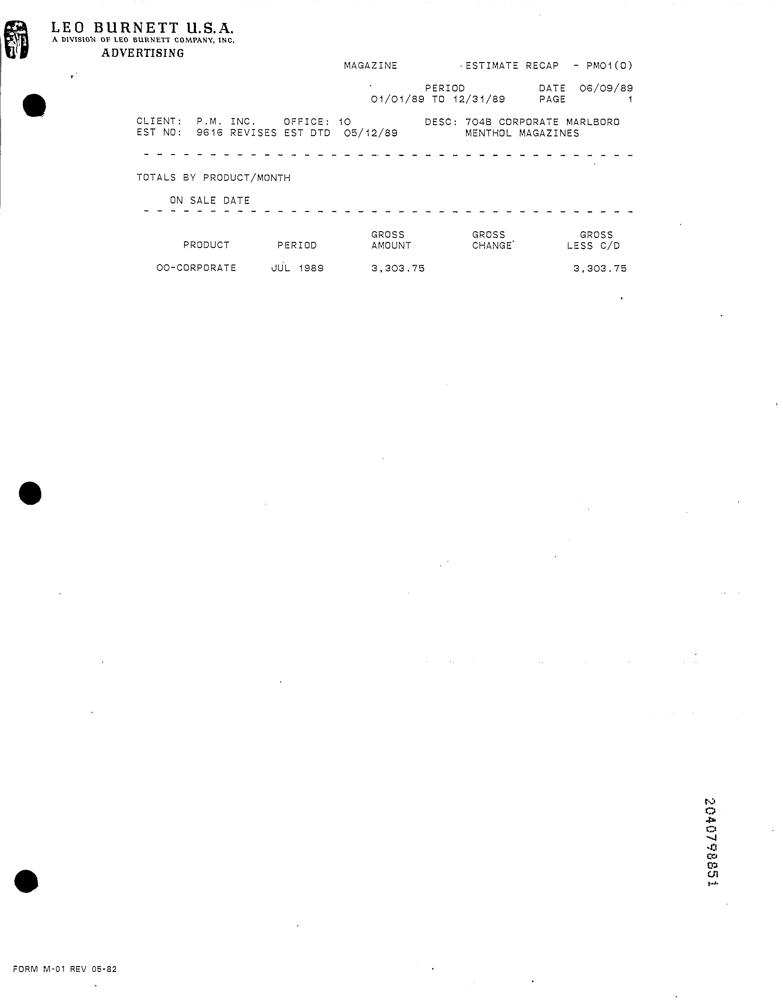 LEO BURNETT U.S.A.
A DIVISION OF LEO BURNETT COMPANY, INC.
ADVERTISING
MAGAZINE ESTIMATE RECAP - PM01(0)
PERIOD DATE 06/09/89
01/01/89 TO 12/31/89 PAGE 1
CLIENT: P.M. INC. OFFICE: 10 DESC: 704B CORPORATE MARLBORO
EST NO: 9616 REVISES EST DTD 05/12/89 MENTHOL MAGAZINES
TOTALS BY PRODUCT/MONTH
ON SALE DATE
GROSS GROSS GROSS
PRODUCT PERIOD AMOUNT CHANGE LESS C/D
00-CORPORATE JUL 1989 3,303.75 3,303.75
2040798851
FORM M-01 REV 05-82